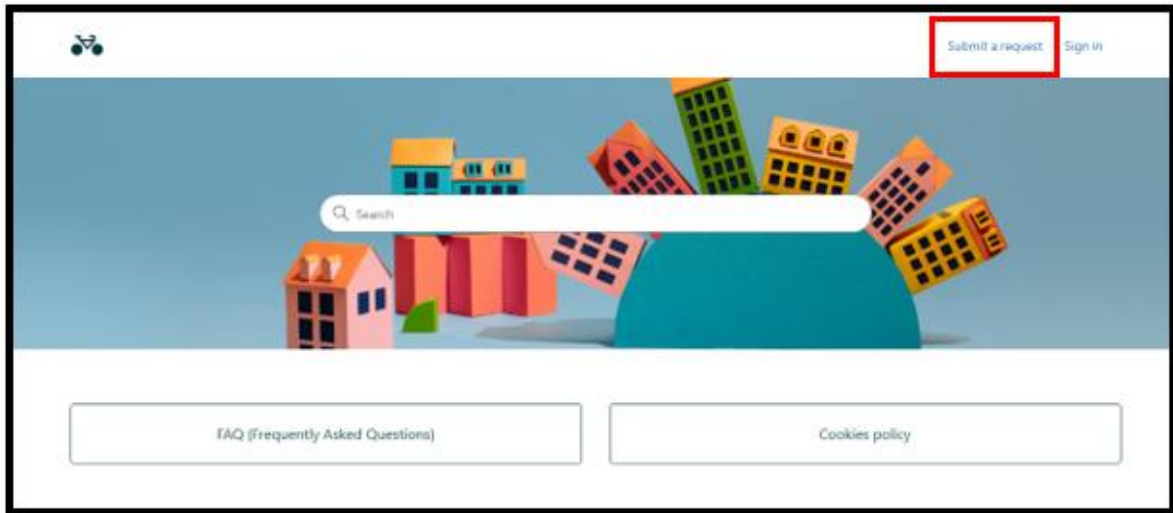 Submit a request
Sign in
Search
FAQ (Frequently Asked Questions)
Cookies policy